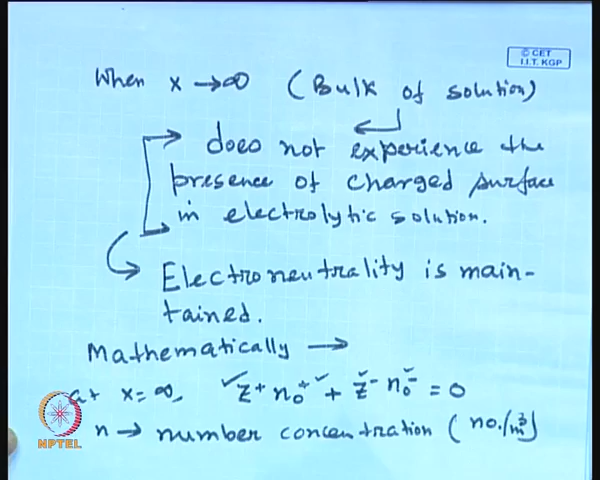 © CET
I.I.T. KGP
When x → ∞ (Bulk of solution)
does not experience the
presence of charged surface
in electrolytic solution.
Electroneutrality is main-
tained.
Mathematically →
at x = ∞, z⁺ n₀⁺ + z⁻ n₀⁻ = 0
n → number concentration (no./m³)
NPTEL